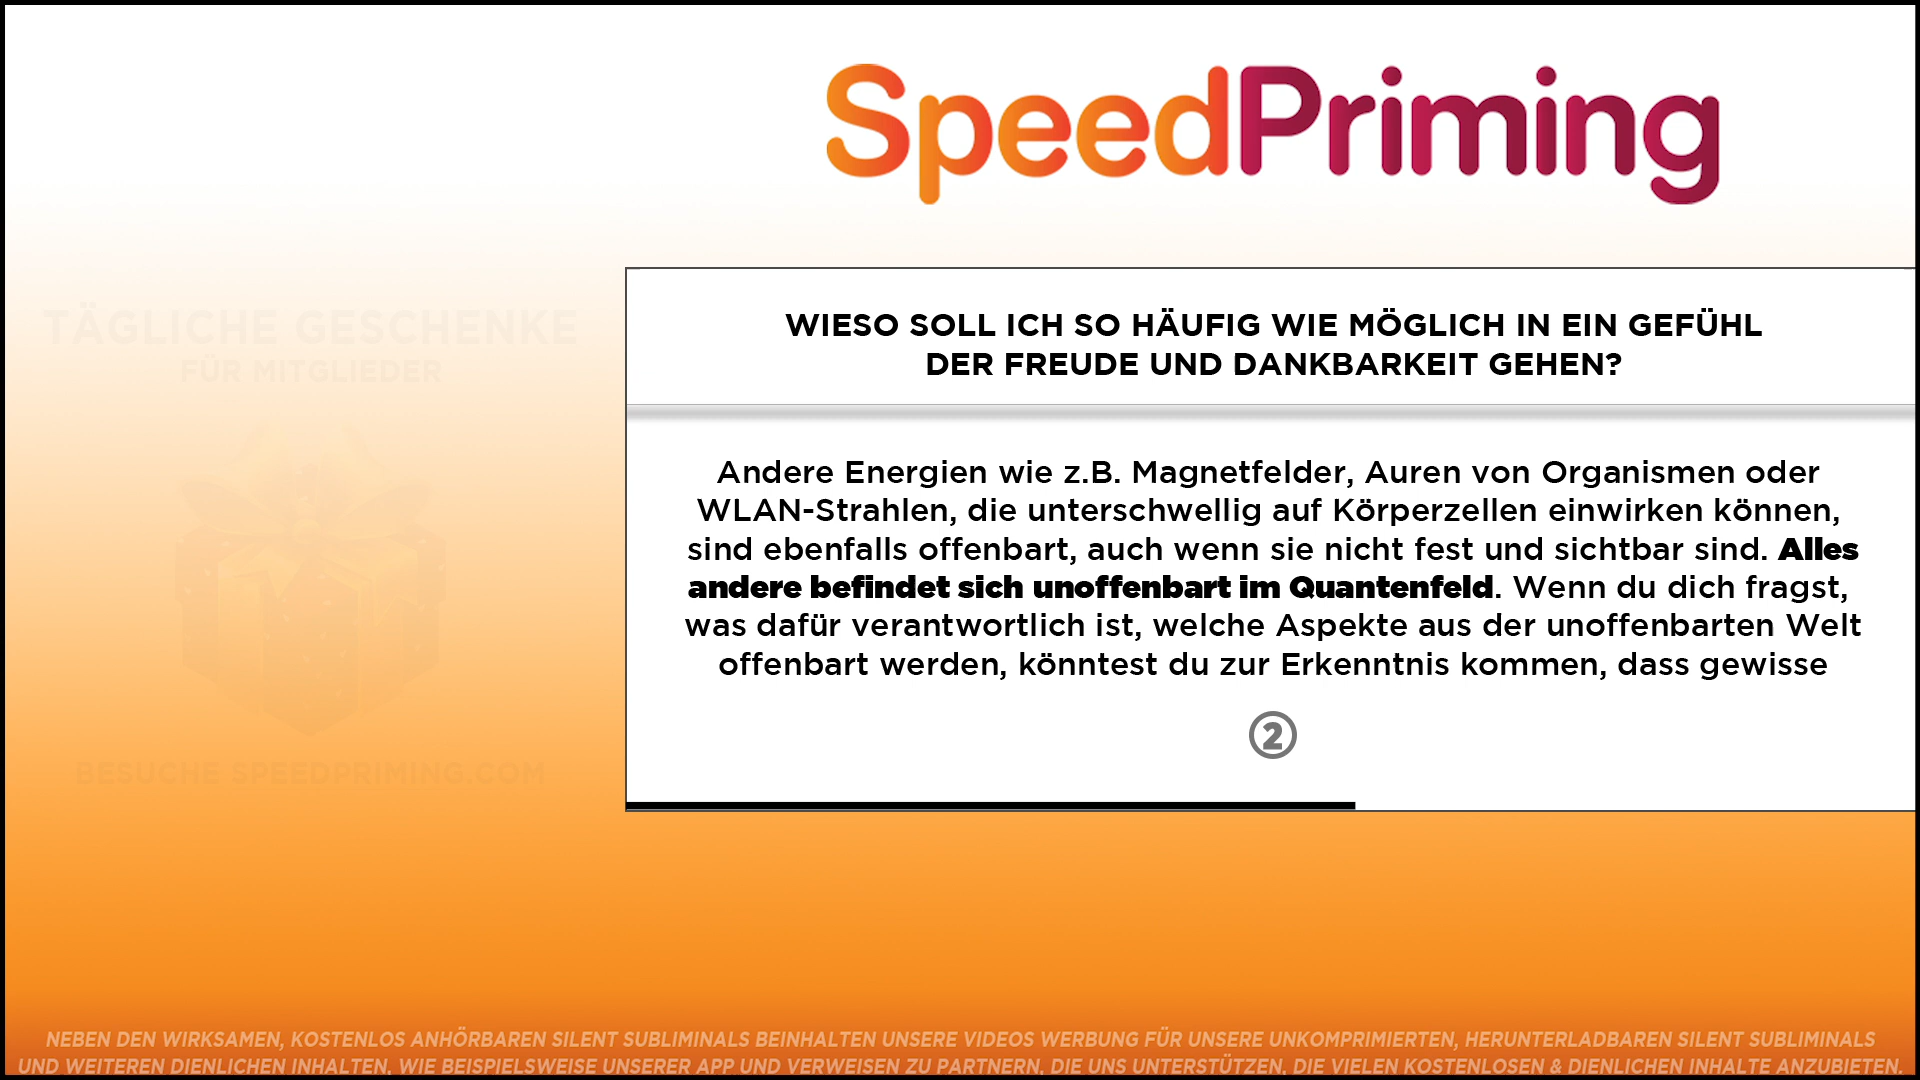 SpeedPriming
TÄGLICHE GESCHENKE
FÜR MITGLIEDER
BESUCHE SPEEDPRIMING.COM
WIESO SOLL ICH SO HÄUFIG WIE MÖGLICH IN EIN GEFÜHL
DER FREUDE UND DANKBARKEIT GEHEN?
Andere Energien wie z.B. Magnetfelder, Auren von Organismen oder
WLAN-Strahlen, die unterschwellig auf Körperzellen einwirken können,
sind ebenfalls offenbart, auch wenn sie nicht fest und sichtbar sind. Alles
andere befindet sich unoffenbart im Quantenfeld. Wenn du dich fragst,
was dafür verantwortlich ist, welche Aspekte aus der unoffenbarten Welt
offenbart werden, könntest du zur Erkenntnis kommen, dass gewisse
2
NEBEN DEN WIRKSAMEN, KOSTENLOS ANHÖRBAREN SILENT SUBLIMINALS BEINHALTEN UNSERE VIDEOS WERBUNG FÜR UNSERE UNKOMPRIMIERTEN, HERUNTERLADBAREN SILENT SUBLIMINALS
UND WEITEREN DIENLICHEN INHALTEN, WIE BEISPIELSWEISE UNSERER APP UND VERWEISEN ZU PARTNERN, DIE UNS UNTERSTÜTZEN, DIE VIELEN KOSTENLOSEN & DIENLICHEN INHALTE ANZUBIETEN.